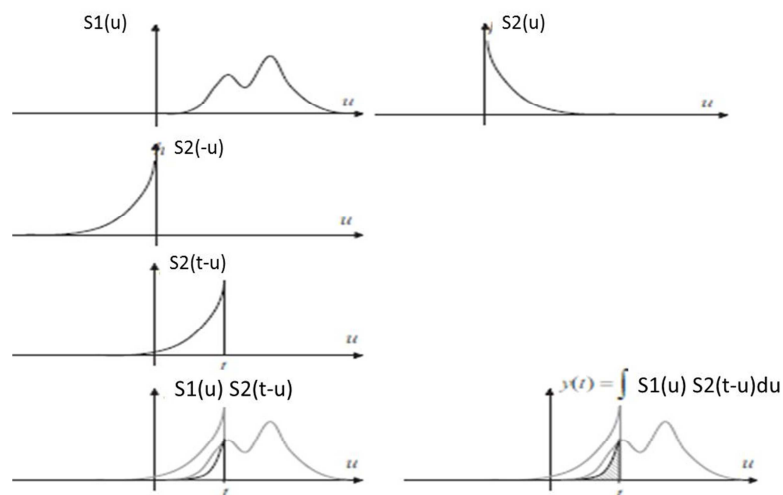 S1(u)
S2(u)
u
u
S2(-u)
u
S2(t-u)
u
t
S1(u) S2(t-u)
y(t) = ∫ S1(u) S2(t-u)du
u
u
t
t